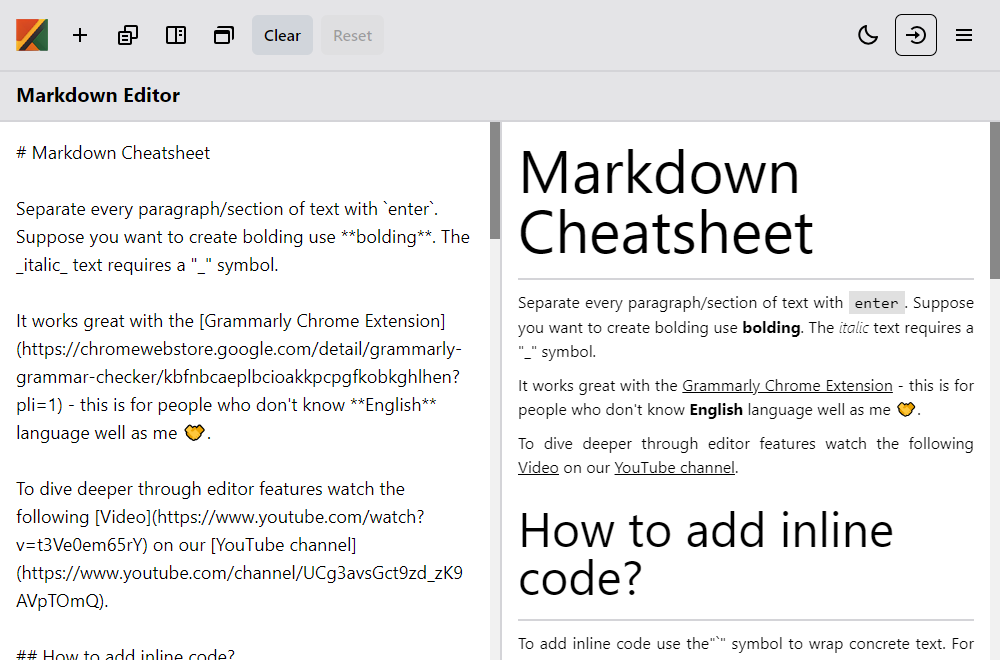 Clear Reset
Markdown Editor
# Markdown Cheatsheet
Separate every paragraph/section of text with `enter`.
Suppose you want to create bolding use **bolding**. The
_italic_ text requires a "_" symbol.
It works great with the [Grammarly Chrome Extension]
(https://chromewebstore.google.com/detail/grammarly-
grammar-checker/kbfnbcaeplbcioakkpcpgfkobkghlhen?
pli=1) - this is for people who don't know **English**
language well as me 🤝.
To dive deeper through editor features watch the
following [Video](https://www.youtube.com/watch?
v=t3Ve0em65rY) on our [YouTube channel]
(https://www.youtube.com/channel/UCg3avsGct9zd_zK9
AVpTOmQ).
## How to add inline code?
Markdown
Cheatsheet
Separate every paragraph/section of text with enter. Suppose
you want to create bolding use bolding. The italic text requires a
"_" symbol.
It works great with the Grammarly Chrome Extension - this is for
people who don't know English language well as me 🤝.
To dive deeper through editor features watch the following
Video on our YouTube channel.
How to add inline
code?
To add inline code use the"`" symbol to wrap concrete text. For